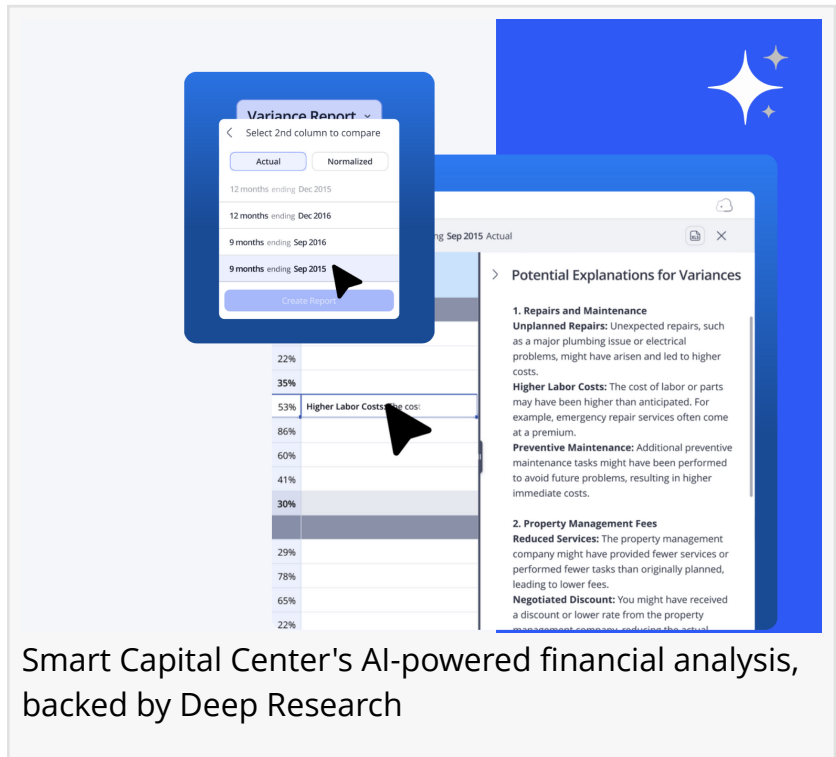 Variance Report
Select 2nd column to compare
Actual
Normalized
12 months ending Dec 2015
12 months ending Dec 2016
9 months ending Sep 2016
9 months ending Sep 2015
Create Report
ng Sep 2015 Actual
22%
35%
53% Higher Labor Costs: The cost
86%
60%
41%
30%
29%
78%
65%
22%
Potential Explanations for Variances
1. Repairs and Maintenance
Unplanned Repairs: Unexpected repairs, such
as a major plumbing issue or electrical
problems, might have arisen and led to higher
costs.
Higher Labor Costs: The cost of labor or parts
may have been higher than anticipated. For
example, emergency repair services often come
at a premium.
Preventive Maintenance: Additional preventive
maintenance tasks might have been performed
to avoid future problems, resulting in higher
immediate costs.
2. Property Management Fees
Reduced Services: The property management
company might have provided fewer services or
performed fewer tasks than originally planned,
leading to lower fees.
Negotiated Discount: You might have received
a discount or lower rate from the property
management company, reducing the actual
Smart Capital Center's AI-powered financial analysis,
backed by Deep Research